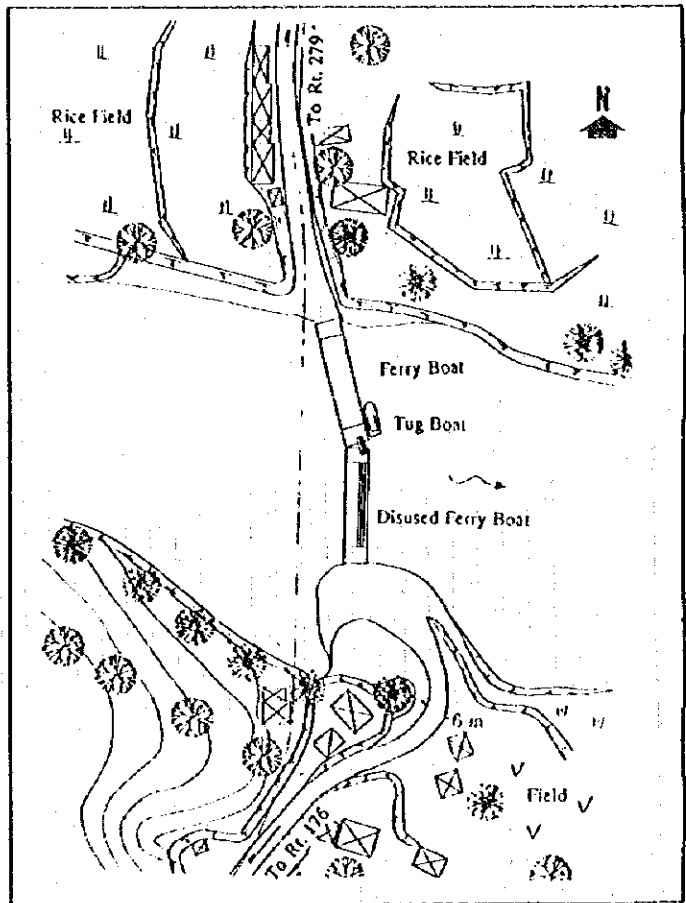 To Rt. 279
Rice Field
Rice Field
N
Ferry Boat
Tug Boat
Disused Ferry Boat
6 m
Field
To Rt. 176